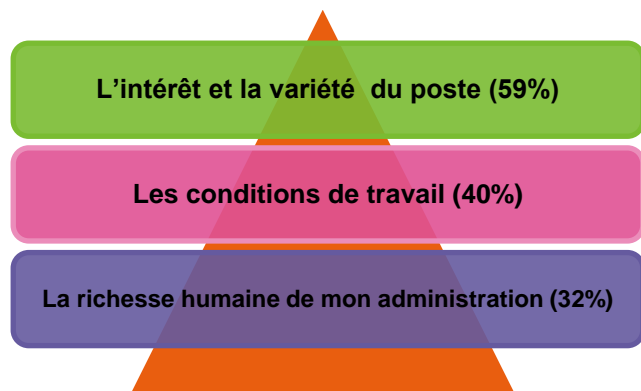 L’intérêt et la variété du poste (59%)
Les conditions de travail (40%)
La richesse humaine de mon administration (32%)